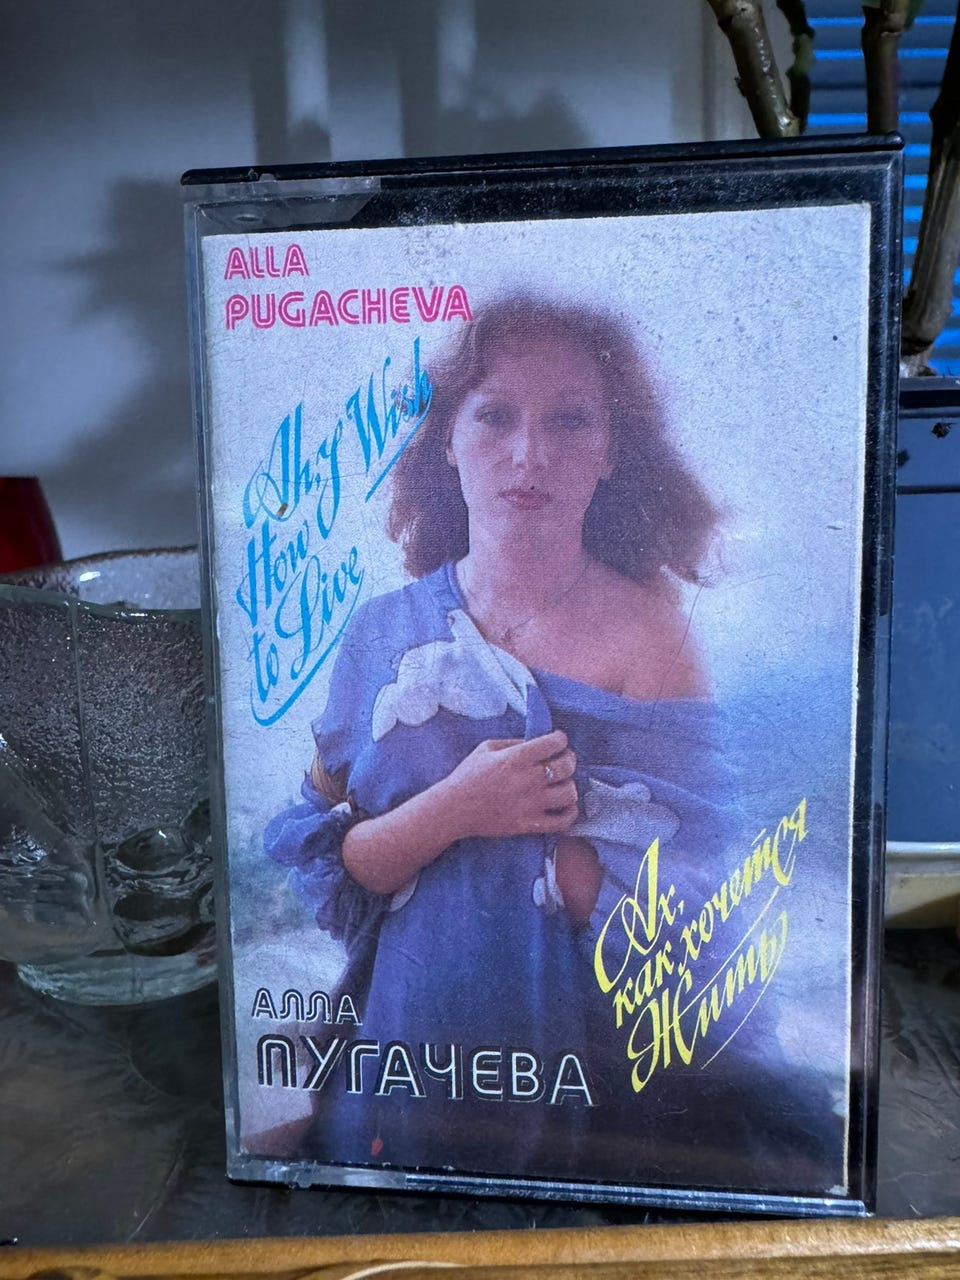 ALLA
PUGACHEVA
Ah, I Wish
How
to Live
Ах,
как хочется
Жить
АЛЛА
ПУГАЧЕВА